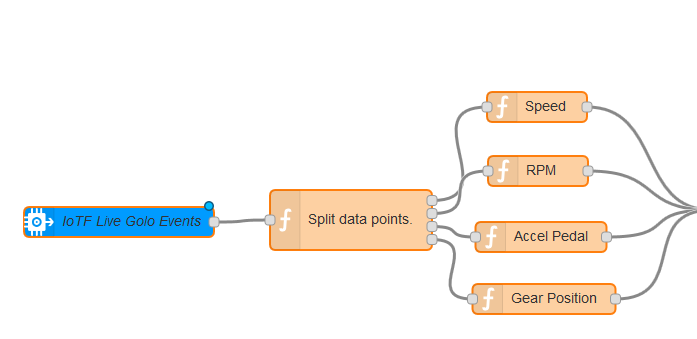 IoTF Live Golo Events
Split data points.
Speed
RPM
Accel Pedal
Gear Position